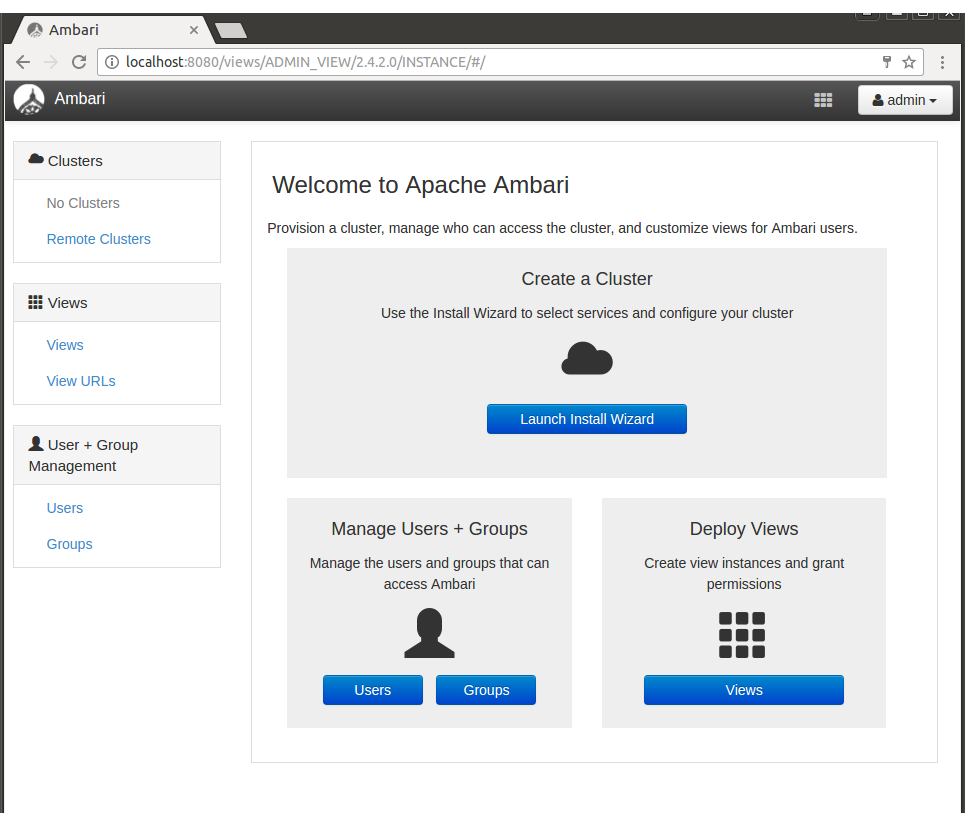 Ambari
localhost:8080/views/ADMIN_VIEW/2.4.2.0/INSTANCE/#/
Ambari
admin
Clusters
No Clusters
Remote Clusters
Views
Views
View URLs
User + Group
Management
Users
Groups
Welcome to Apache Ambari
Provision a cluster, manage who can access the cluster, and customize views for Ambari users.
Create a Cluster
Use the Install Wizard to select services and configure your cluster
Launch Install Wizard
Manage Users + Groups
Manage the users and groups that can
access Ambari
Users Groups
Deploy Views
Create view instances and grant
permissions
Views